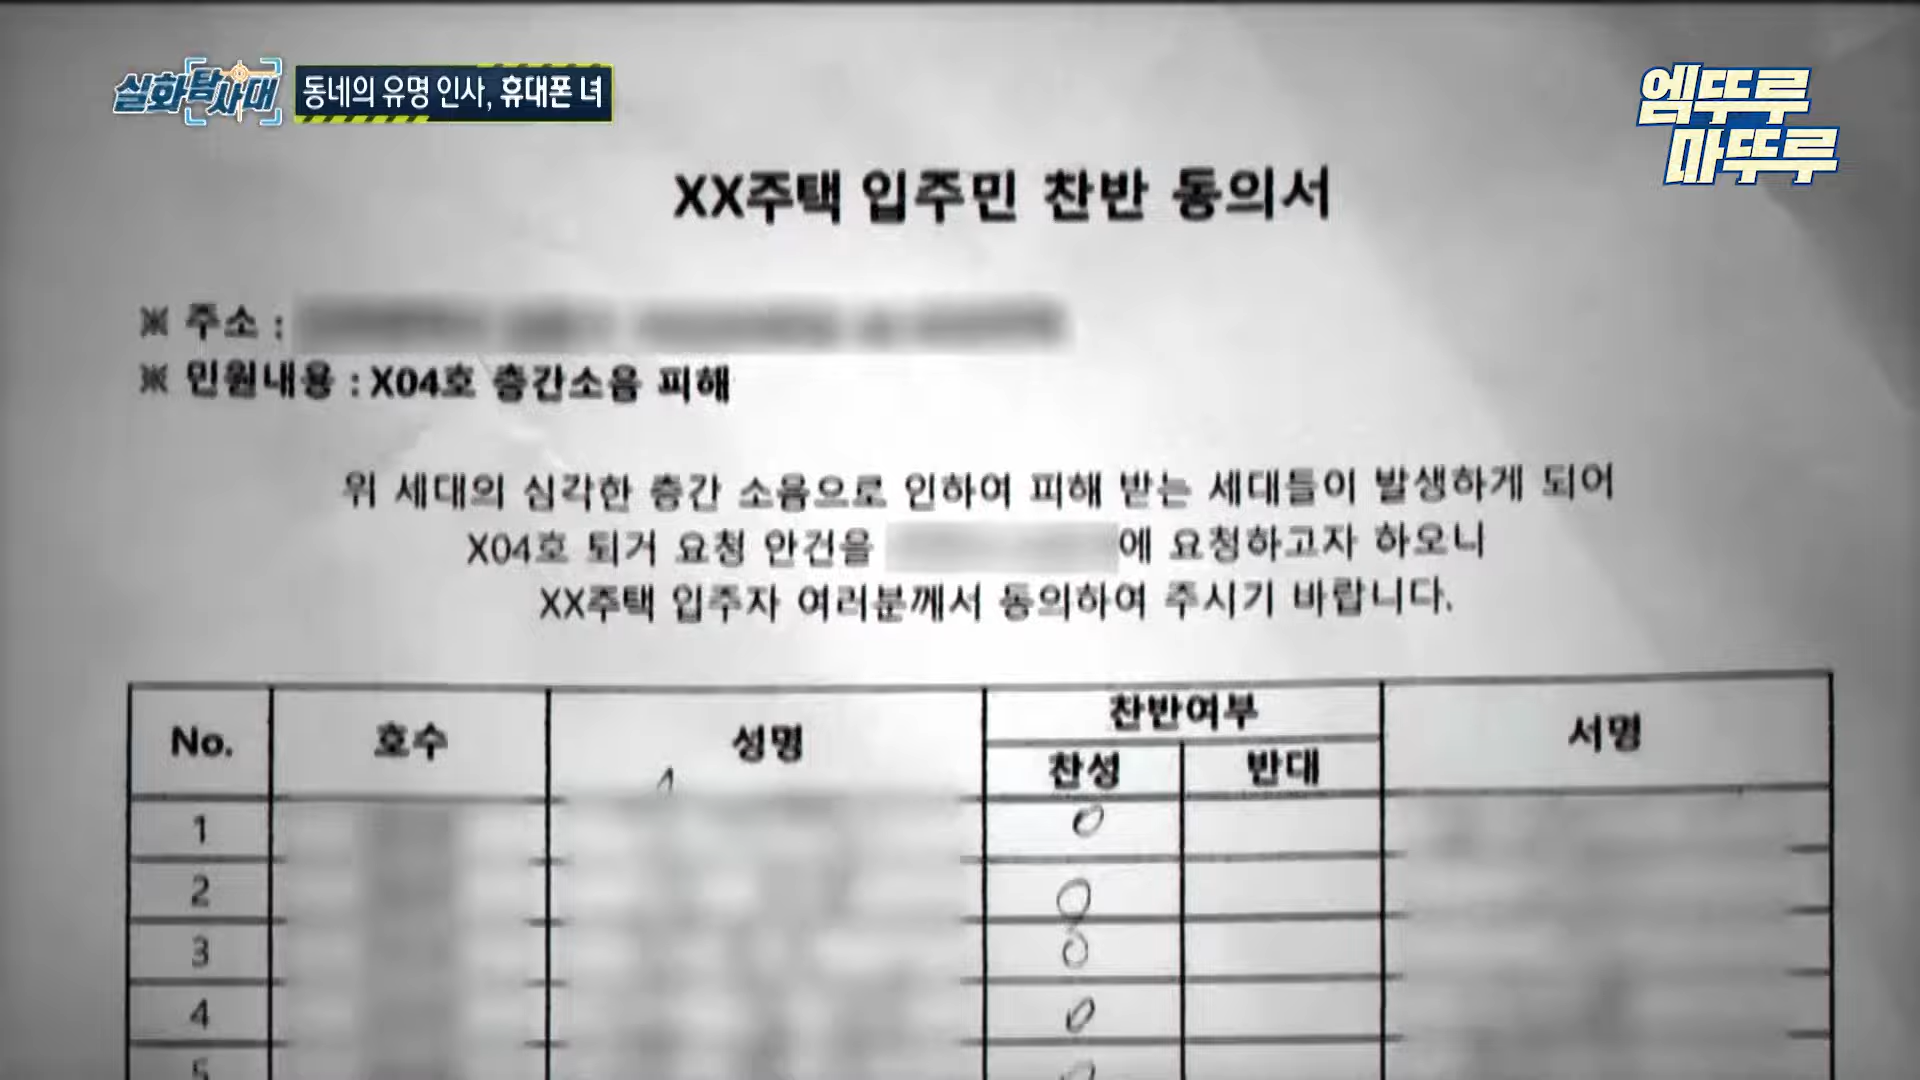 실화탐사대
동네의 유명 인사, 휴대폰 녀
엠뚜루
마뚜루
XX주택 입주민 찬반 동의서
※ 주소 :
※ 민원내용 : X04호 층간소음 피해
위 세대의 심각한 층간 소음으로 인하여 피해 받는 세대들이 발생하게 되어
X04호 퇴거 요청 안건을 에 요청하고자 하오니
XX주택 입주자 여러분께서 동의하여 주시기 바랍니다.
No. 호수 성명 찬반여부 서명
찬성 반대
1 O
2 O
3 O
4 O
5